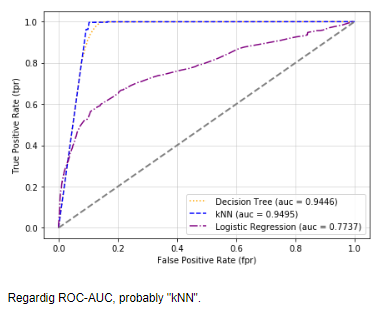 1.0
0.8
0.6
0.4
0.2
0.0
True Positive Rate (tpr)
Decision Tree (auc = 0.9446)
kNN (auc = 0.9495)
Logistic Regression (auc = 0.7737)
0.0 0.2 0.4 0.6 0.8 1.0
False Positive Rate (fpr)
Regardig ROC-AUC, probably "kNN".